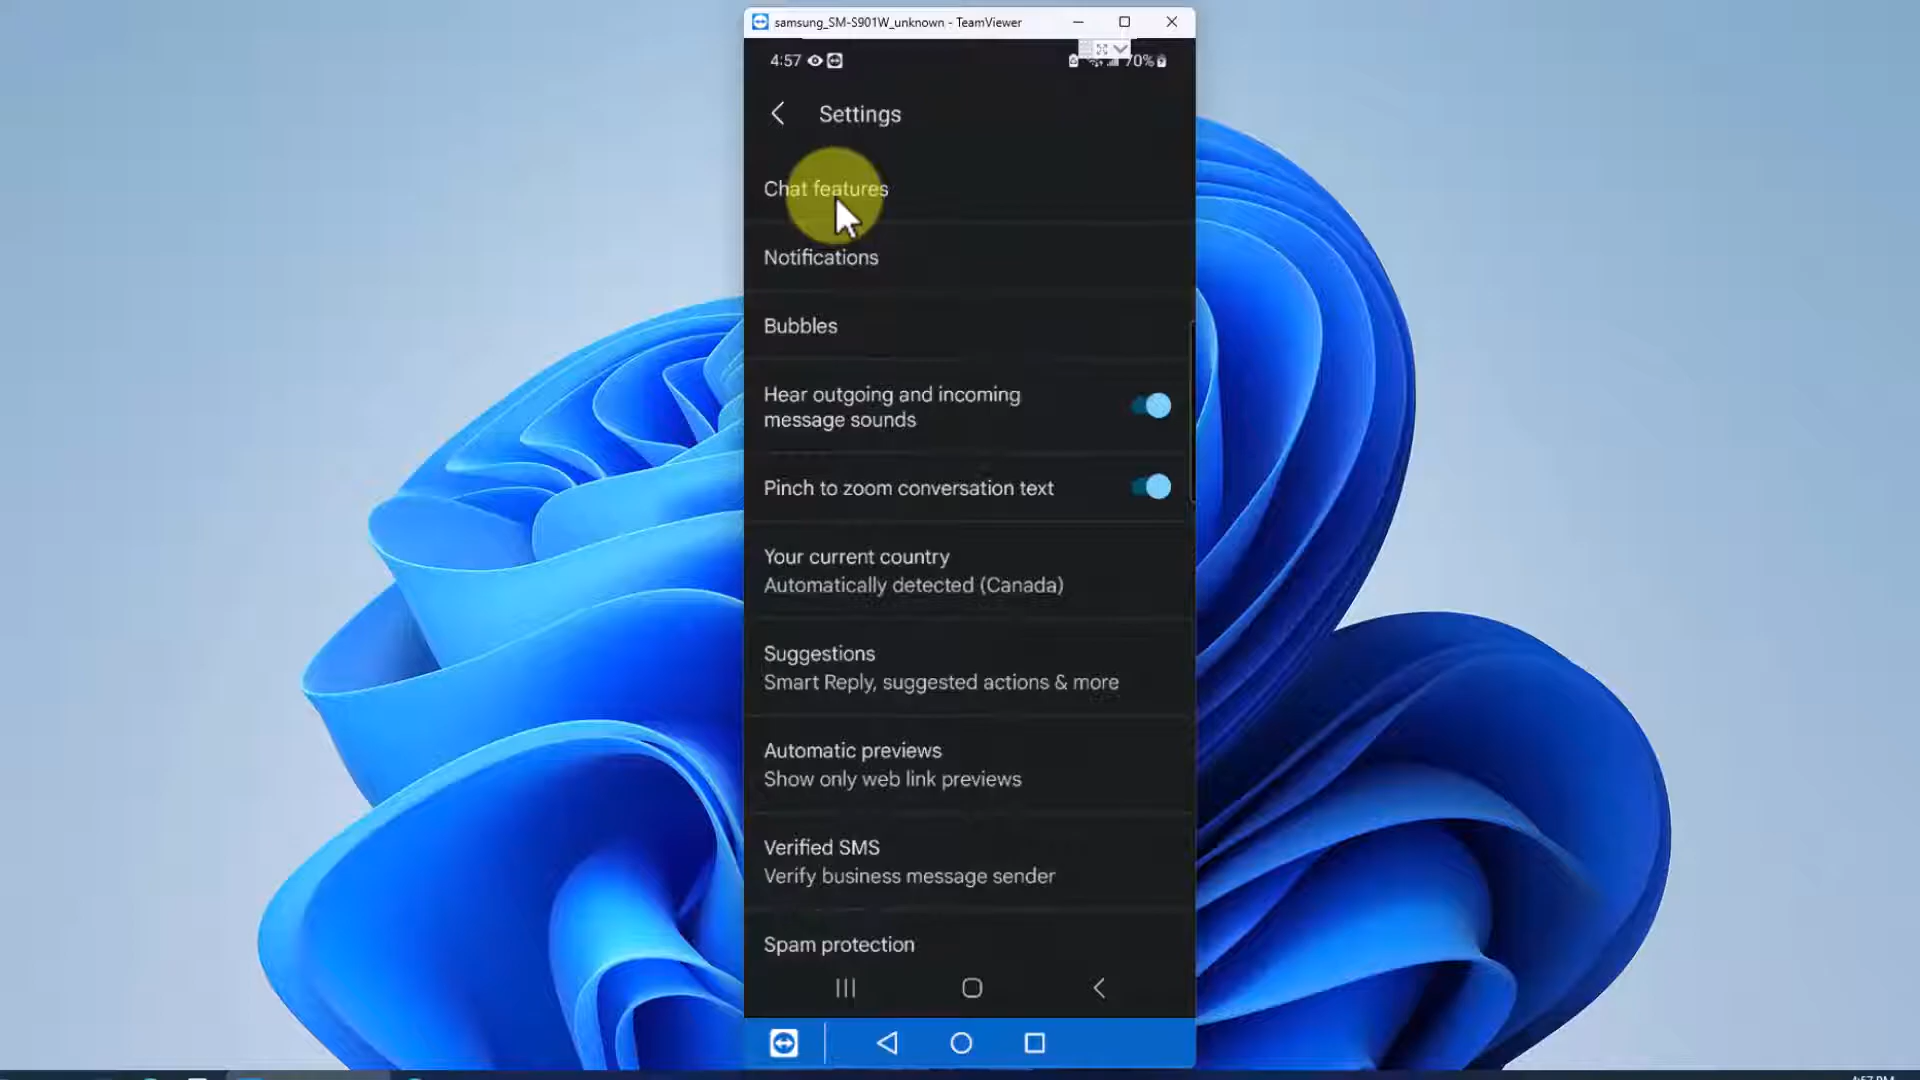 samsung_SM-S901W_unknown - TeamViewer
4:57
70%
Settings
Chat features
Notifications
Bubbles
Hear outgoing and incoming
message sounds
Pinch to zoom conversation text
Your current country
Automatically detected (Canada)
Suggestions
Smart Reply, suggested actions & more
Automatic previews
Show only web link previews
Verified SMS
Verify business message sender
Spam protection